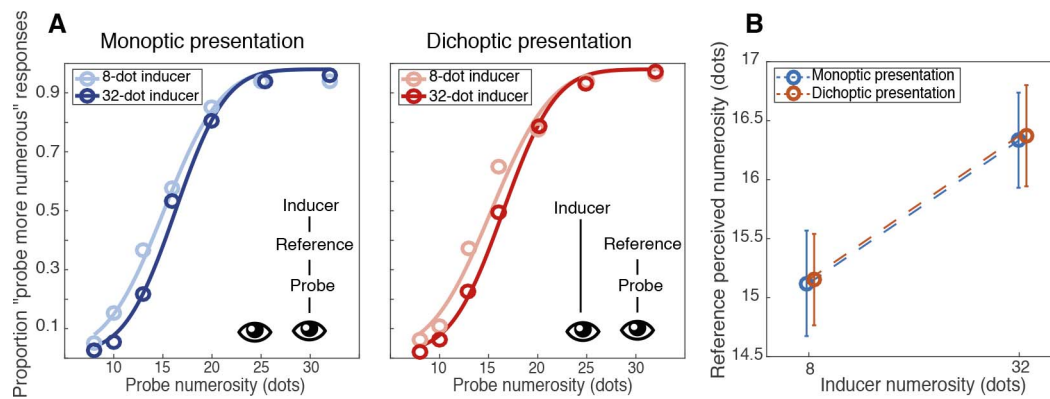 A
B
Monoptic presentation
Dichoptic presentation
Proportion "probe more numerous" responses
0.9
0.7
0.5
0.3
0.1
8-dot inducer
32-dot inducer
Inducer
Reference
Probe
10
15
20
25
30
Probe numerosity (dots)
8-dot inducer
32-dot inducer
Inducer
Reference
Probe
10
15
20
25
30
Probe numerosity (dots)
Reference perceived numerosity (dots)
17
16.5
16
15.5
15
14.5
Monoptic presentation
Dichoptic presentation
8
32
Inducer numerosity (dots)